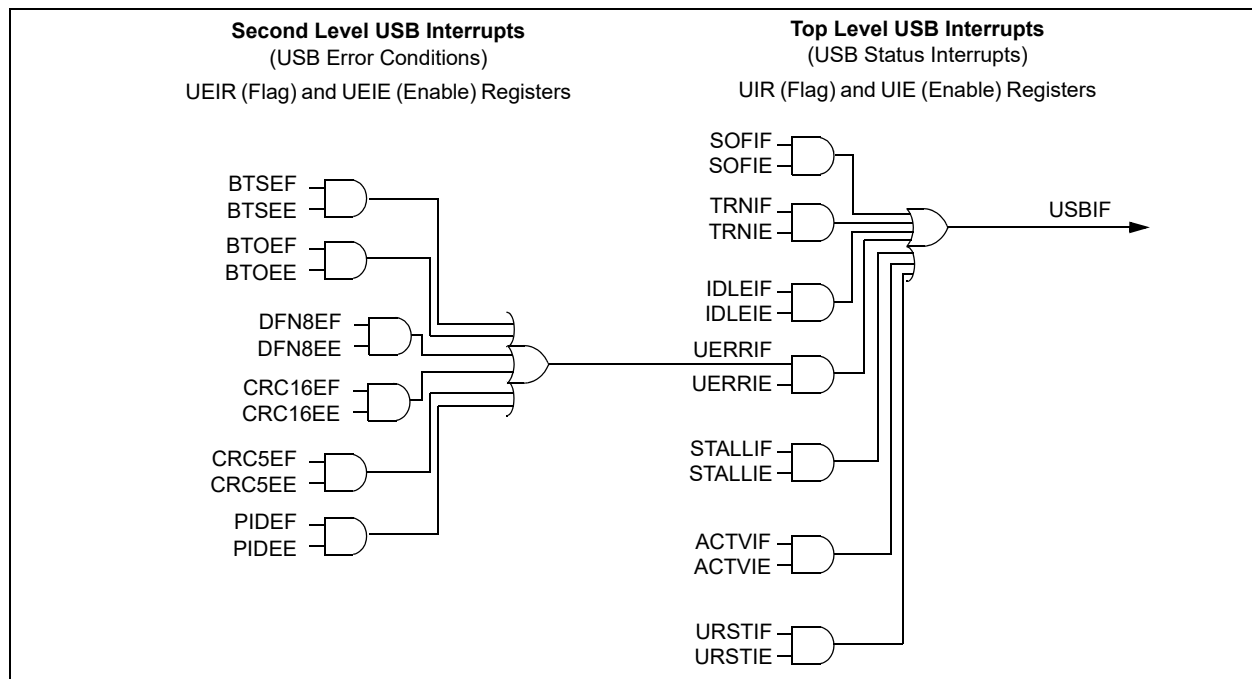 Second Level USB Interrupts
(USB Error Conditions)
UEIR (Flag) and UEIE (Enable) Registers
BTSEF
BTSEE
BTOEF
BTOEE
DFN8EF
DFN8EE
CRC16EF
CRC16EE
CRC5EF
CRC5EE
PIDEF
PIDEE
Top Level USB Interrupts
(USB Status Interrupts)
UIR (Flag) and UIE (Enable) Registers
SOFIF
SOFIE
TRNIF
TRNIE
IDLEIF
IDLEIE
UERRIF
UERRIE
STALLIF
STALLIE
ACTVIF
ACTVIE
URSTIF
URSTIE
USBIF